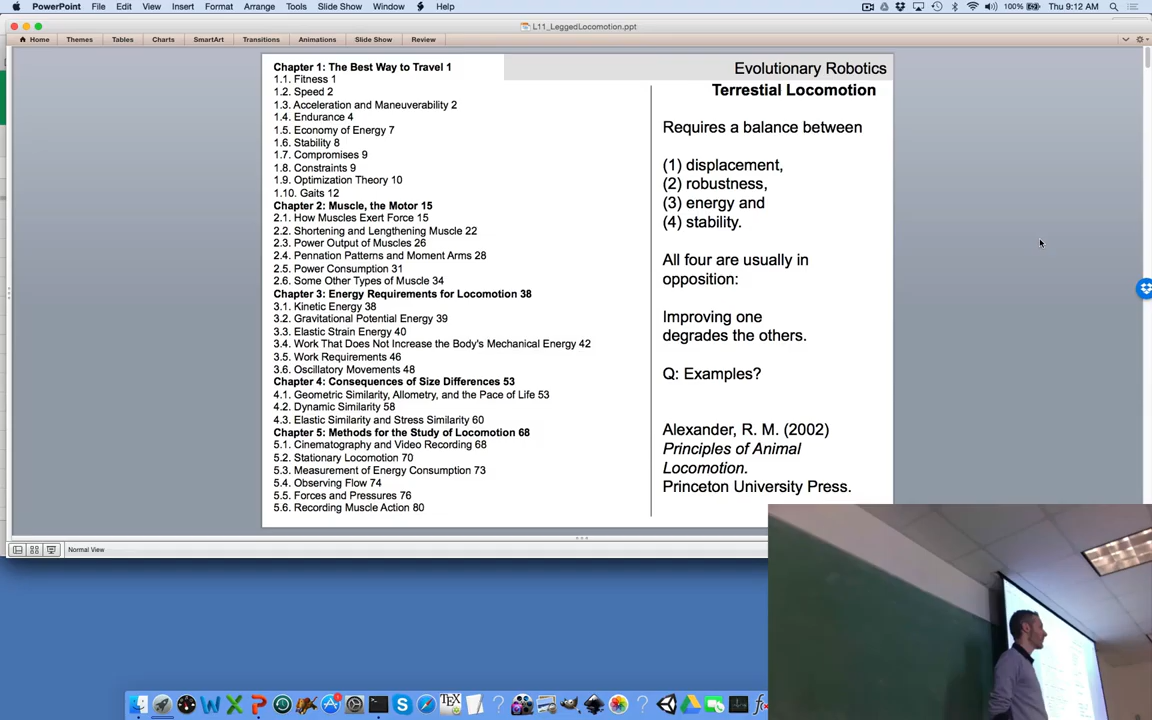 PowerPoint File Edit View Insert Format Arrange Tools Slide Show Window Help 100% Thu 9:12 AM
L11_LeggedLocomotion.ppt
Home Themes Tables Charts SmartArt Transitions Animations Slide Show Review
Chapter 1: The Best Way to Travel 1
1.1. Fitness 1
1.2. Speed 2
1.3. Acceleration and Maneuverability 2
1.4. Endurance 4
1.5. Economy of Energy 7
1.6. Stability 8
1.7. Compromises 9
1.8. Constraints 9
1.9. Optimization Theory 10
1.10. Gaits 12
Chapter 2: Muscle, the Motor 15
2.1. How Muscles Exert Force 15
2.2. Shortening and Lengthening Muscle 22
2.3. Power Output of Muscles 26
2.4. Pennation Patterns and Moment Arms 28
2.5. Power Consumption 31
2.6. Some Other Types of Muscle 34
Chapter 3: Energy Requirements for Locomotion 38
3.1. Kinetic Energy 38
3.2. Gravitational Potential Energy 39
3.3. Elastic Strain Energy 40
3.4. Work That Does Not Increase the Body's Mechanical Energy 42
3.5. Work Requirements 46
3.6. Oscillatory Movements 48
Chapter 4: Consequences of Size Differences 53
4.1. Geometric Similarity, Allometry, and the Pace of Life 53
4.2. Dynamic Similarity 58
4.3. Elastic Similarity and Stress Similarity 60
Chapter 5: Methods for the Study of Locomotion 68
5.1. Cinematography and Video Recording 68
5.2. Stationary Locomotion 70
5.3. Measurement of Energy Consumption 73
5.4. Observing Flow 74
5.5. Forces and Pressures 76
5.6. Recording Muscle Action 80
Evolutionary Robotics
Terrestial Locomotion
Requires a balance between
(1) displacement,
(2) robustness,
(3) energy and
(4) stability.
All four are usually in
opposition:
Improving one
degrades the others.
Q: Examples?
Alexander, R. M. (2002)
Principles of Animal
Locomotion.
Princeton University Press.
Normal View
TEX